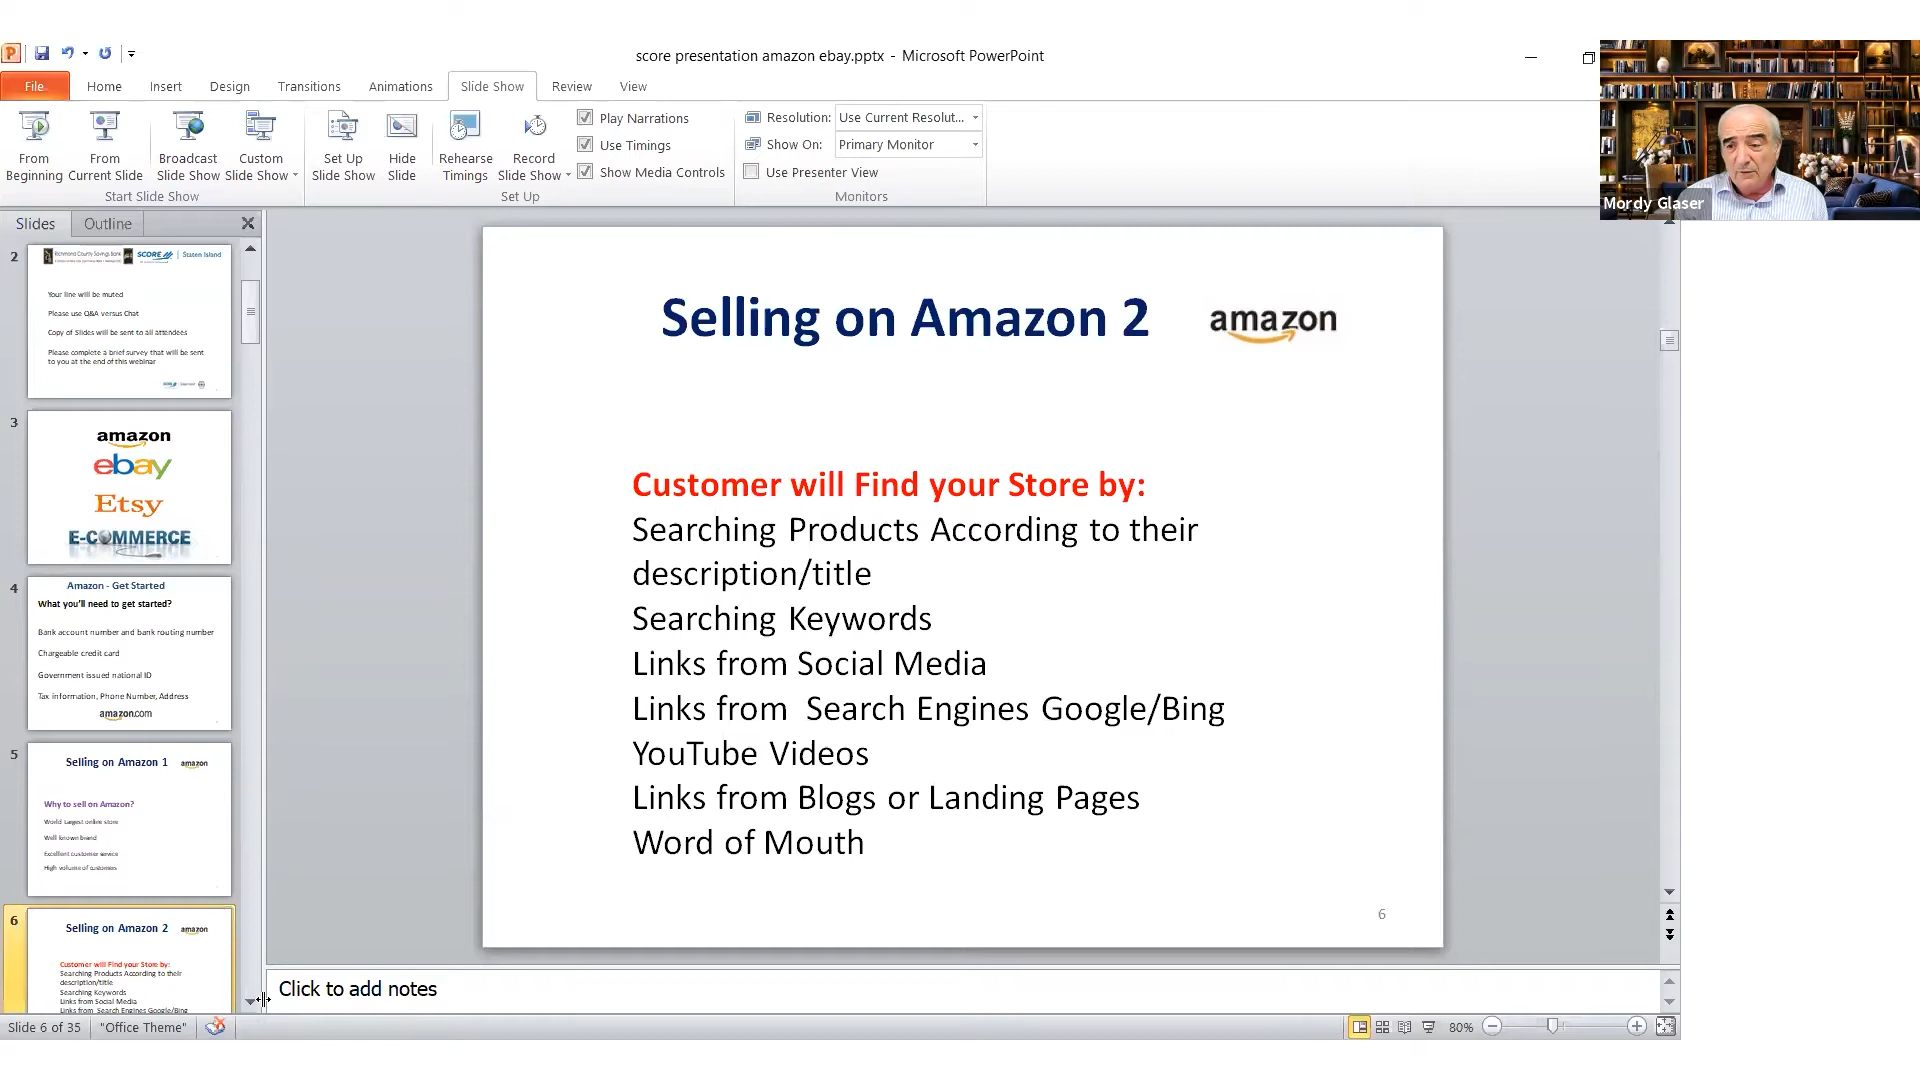 score presentation amazon ebay.pptx - Microsoft PowerPoint
File Home Insert Design Transitions Animations Slide Show Review View
From Beginning
From Current Slide
Broadcast Slide Show
Custom Slide Show
Set Up Slide Show
Hide Slide
Rehearse Timings
Record Slide Show
Play Narrations
Use Timings
Show Media Controls
Resolution: Use Current Resolut...
Show On: Primary Monitor
Use Presenter View
Start Slide Show
Set Up
Monitors
Mordy Glaser
Slides Outline
2
Richmond County Savings Bank SCORE Staten Island
Your line will be muted
Please use Q&A versus Chat
Copy of Slides will be sent to all attendees
Please complete a brief survey that will be sent
to you at the end of this webinar
3
amazon
ebay
Etsy
E-COMMERCE
4
Amazon - Get Started
What you'll need to get started?
Bank account number and bank routing number
Chargeable credit card
Government issued national ID
Tax information, Phone Number, Address
amazon.com
5
Selling on Amazon 1 amazon
Why to sell on Amazon?
World Largest online store
Well known brand
Excellent customer service
High volume of customers
6
Selling on Amazon 2 amazon
Customer will Find your Store by:
Searching Products According to their
description/title
Searching Keywords
Links from Social Media
Links from Search Engines Google/Bing
Selling on Amazon 2 amazon
Customer will Find your Store by:
Searching Products According to their
description/title
Searching Keywords
Links from Social Media
Links from Search Engines Google/Bing
YouTube Videos
Links from Blogs or Landing Pages
Word of Mouth
6
Click to add notes
Slide 6 of 35 "Office Theme" 80%